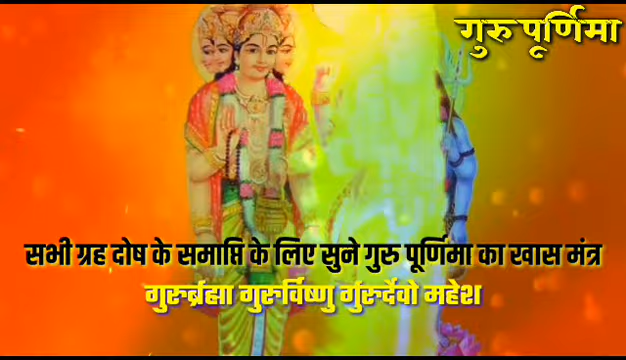 गुरु पूर्णिमा
सभी ग्रह दोष के समाप्ति के लिए सुने गुरु पूर्णिमा का खास मंत्र
गुरुर्ब्रह्मा गुरुर्विष्णु र्गुरुर्देवो महेश